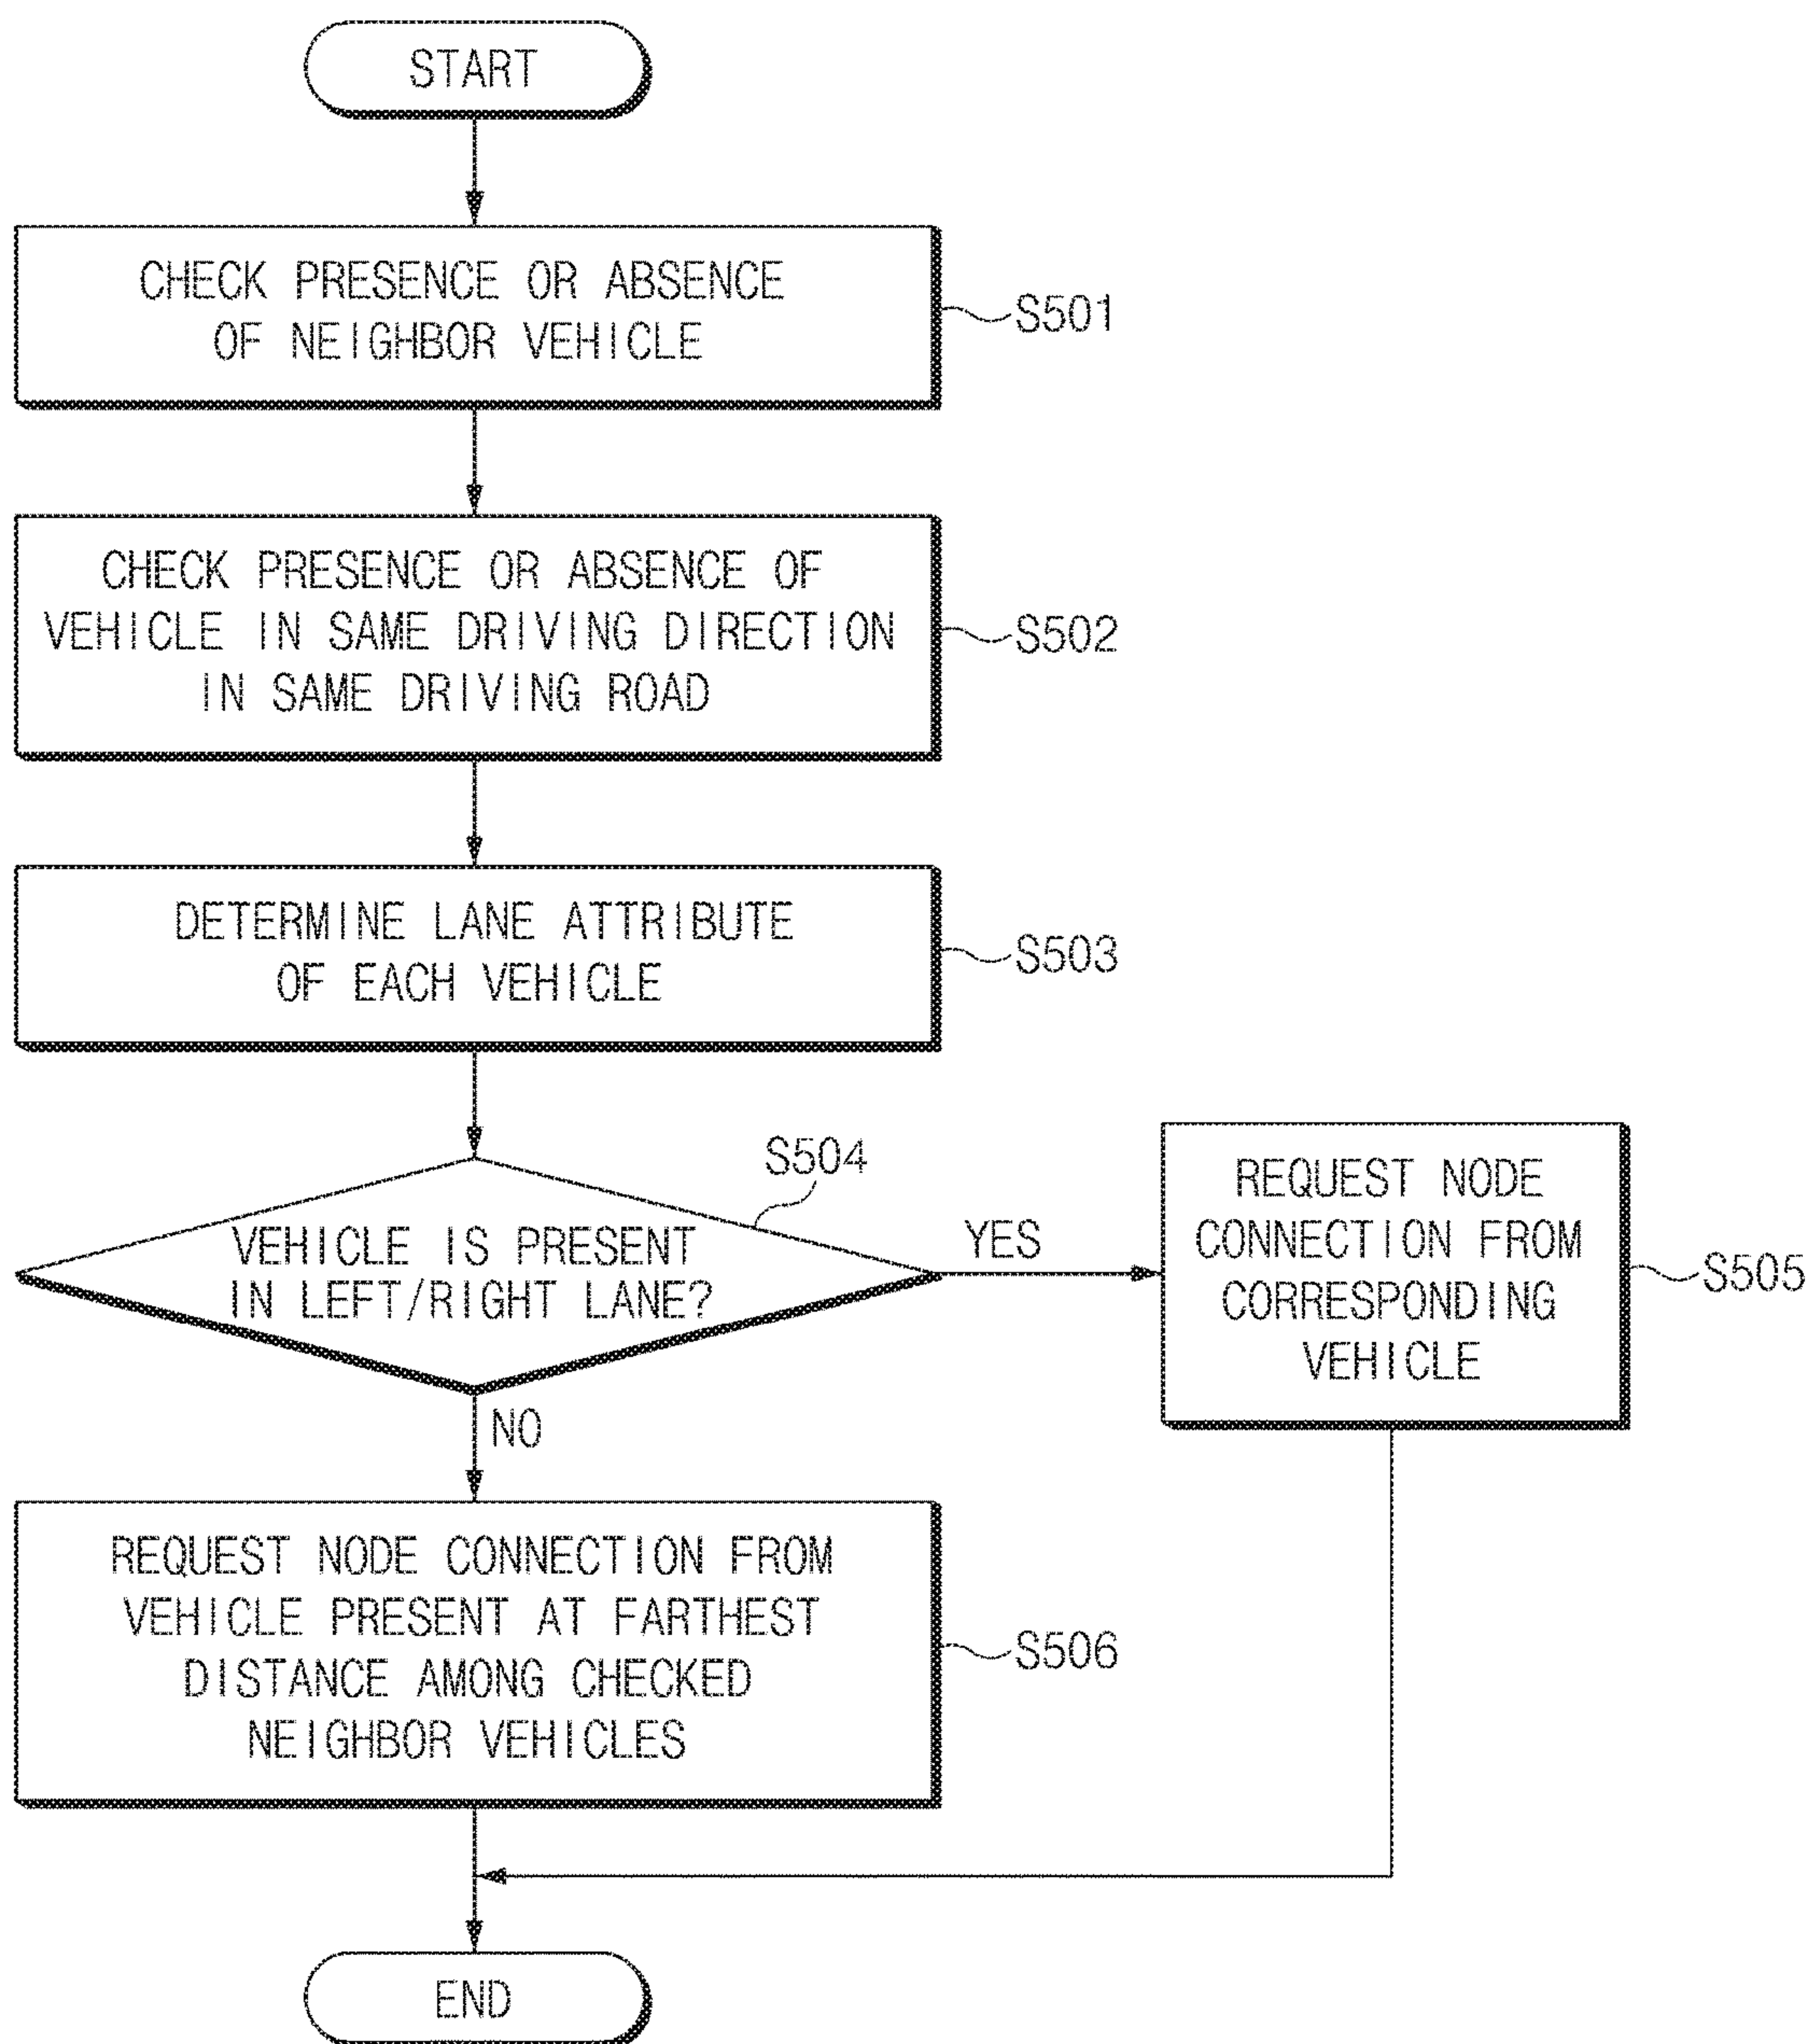 START
CHECK PRESENCE OR ABSENCE
OF NEIGHBOR VEHICLE
S501
CHECK PRESENCE OR ABSENCE OF
VEHICLE IN SAME DRIVING DIRECTION
IN SAME DRIVING ROAD
S502
DETERMINE LANE ATTRIBUTE
OF EACH VEHICLE
S503
S504
VEHICLE IS PRESENT
IN LEFT/RIGHT LANE?
YES
REQUEST NODE
CONNECTION FROM
CORRESPONDING
VEHICLE
S505
NO
REQUEST NODE CONNECTION FROM
VEHICLE PRESENT AT FARTHEST
DISTANCE AMONG CHECKED
NEIGHBOR VEHICLES
S506
END